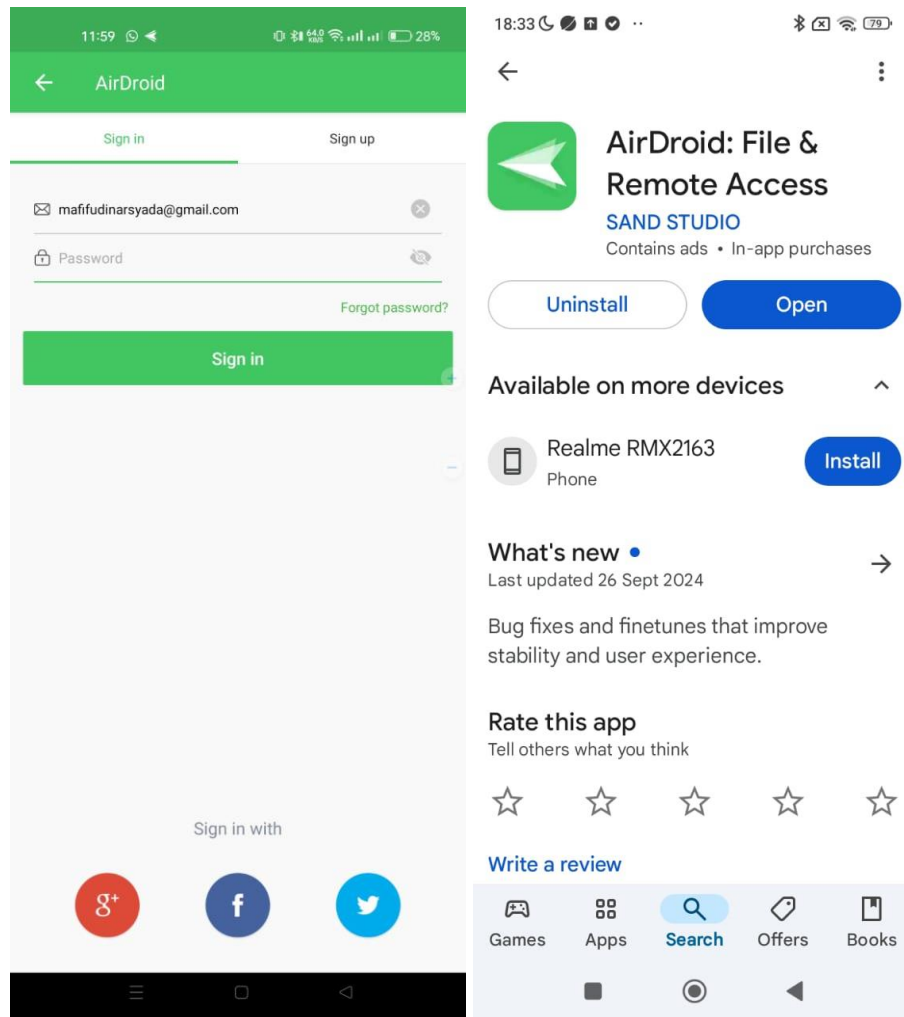 11:59
64.0
KB/S
28%
AirDroid
Sign in
Sign up
mafifudinarsyada@gmail.com
Password
Forgot password?
Sign in
Sign in with
g+
f
18:33
79
AirDroid: File &
Remote Access
SAND STUDIO
Contains ads • In-app purchases
Uninstall
Open
Available on more devices
Realme RMX2163
Install
Phone
What's new
Last updated 26 Sept 2024
Bug fixes and finetunes that improve
stability and user experience.
Rate this app
Tell others what you think
Write a review
Games
Apps
Search
Offers
Books